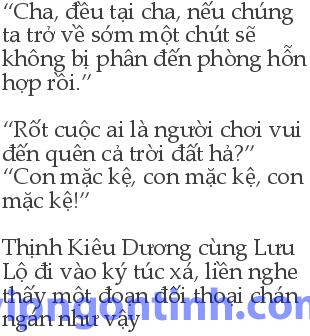 “Cha, đều tại cha, nếu chúng
ta trở về sớm một chút sẽ
không bị phân đến phòng hỗn
hợp rồi.”
“Rốt cuộc ai là người chơi vui
đến quên cả trời đất hả?”
“Con mặc kệ, con mặc kệ, con
mặc kệ!”
Thịnh Kiêu Dương cùng Lưu
Lộ đi vào ký túc xá, liền nghe
thấy một đoạn đối thoại chán
ngán như vậy
vipngontinh.com